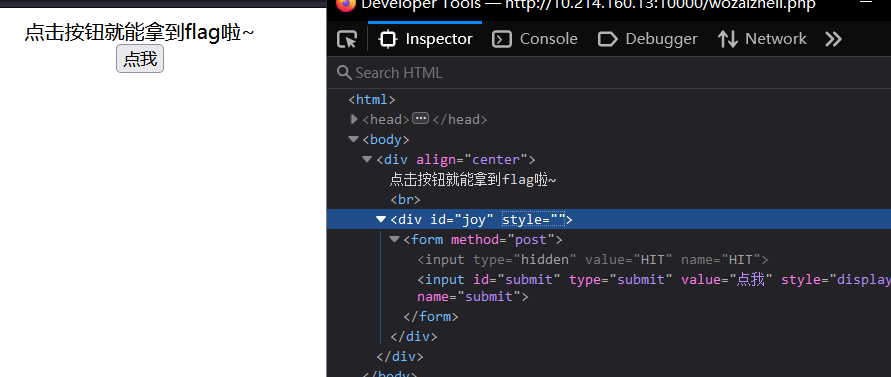 Developer Tools — http://10.214.160.13:10000/wozaizheli.php
点击按钮就能拿到flag啦~
点我
Inspector Console Debugger Network
Search HTML
<html>
<head> ••• </head>
<body>
<div align="center">
点击按钮就能拿到flag啦~
<br>
<div id="joy" style="">
<form method="post">
<input type="hidden" value="HIT" name="HIT">
<input id="submit" type="submit" value="点我" style="display
name="submit">
</form>
</div>
</div>
</body>